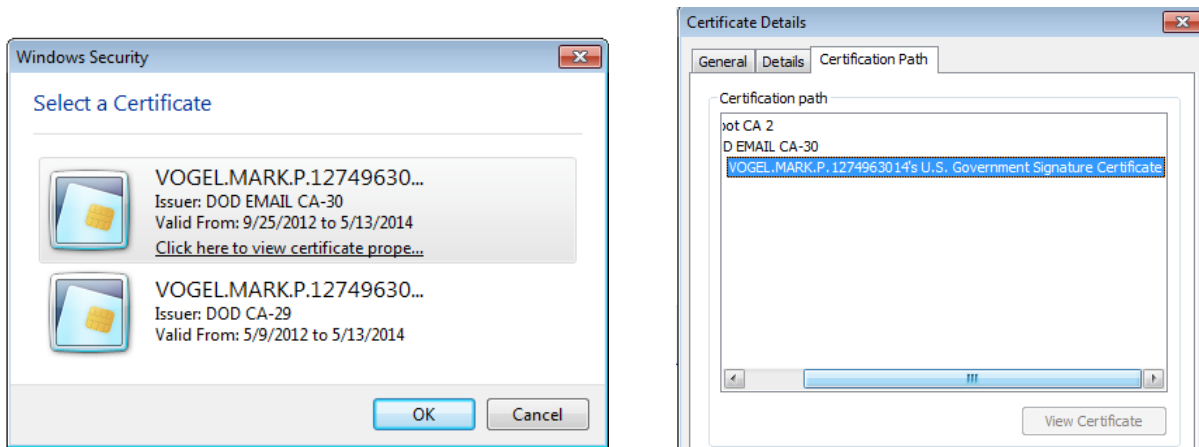 Windows Security
Select a Certificate
VOGEL.MARK.P.12749630...
Issuer: DOD EMAIL CA-30
Valid From: 9/25/2012 to 5/13/2014
Click here to view certificate prope...
VOGEL.MARK.P.12749630...
Issuer: DOD CA-29
Valid From: 5/9/2012 to 5/13/2014
OK Cancel
Certificate Details
General Details Certification Path
Certification path
oot CA 2
D EMAIL CA-30
VOGEL.MARK.P.1274963014's U.S. Government Signature Certificate
View Certificate